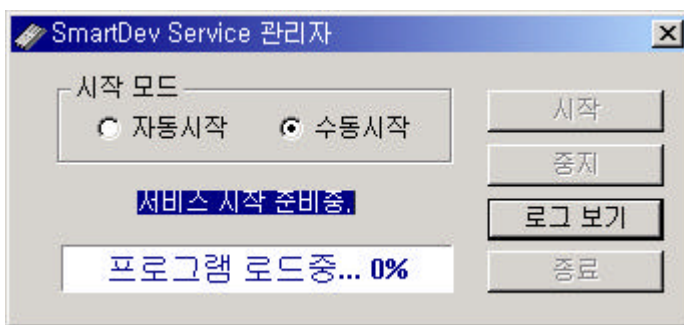 SmartDev Service 관리자
시작 모드
자동시작 수동시작
시작
중지
서비스 시작 준비중.
로그 보기
프로그램 로드중... 0%
종료